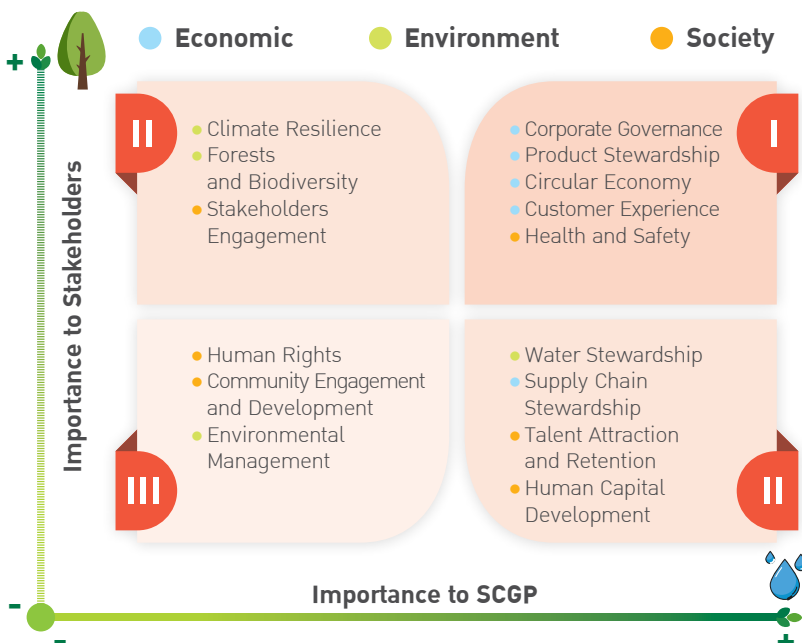 Economic
Environment
Society
+
Importance to Stakeholders
II
Climate Resilience
Forests
and Biodiversity
Stakeholders
Engagement
I
Corporate Governance
Product Stewardship
Circular Economy
Customer Experience
Health and Safety
III
Human Rights
Community Engagement
and Development
Environmental
Management
II
Water Stewardship
Supply Chain
Stewardship
Talent Attraction
and Retention
Human Capital
Development
Importance to SCGP
-
-
+